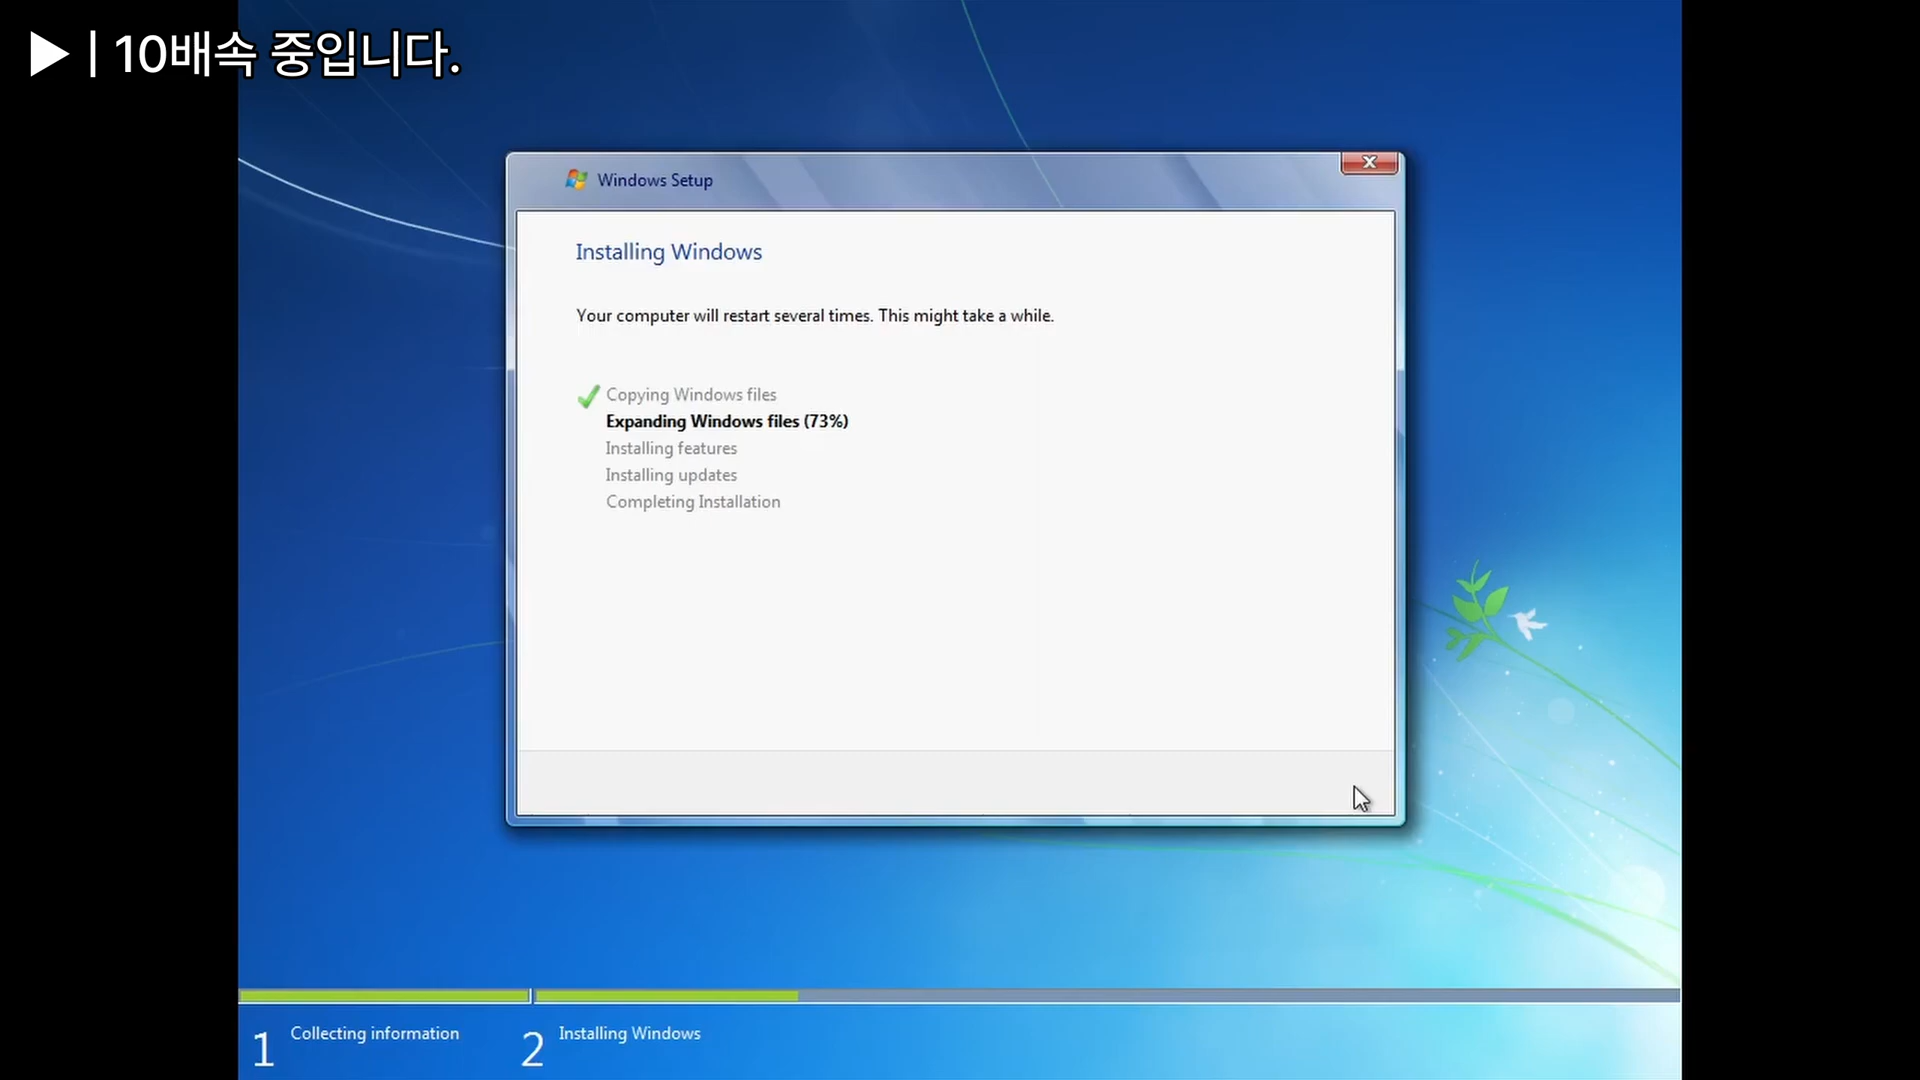 ▶ | 10배속 중입니다.
Windows Setup
Installing Windows
Your computer will restart several times. This might take a while.
Copying Windows files
Expanding Windows files (73%)
Installing features
Installing updates
Completing Installation
1 Collecting information
2 Installing Windows